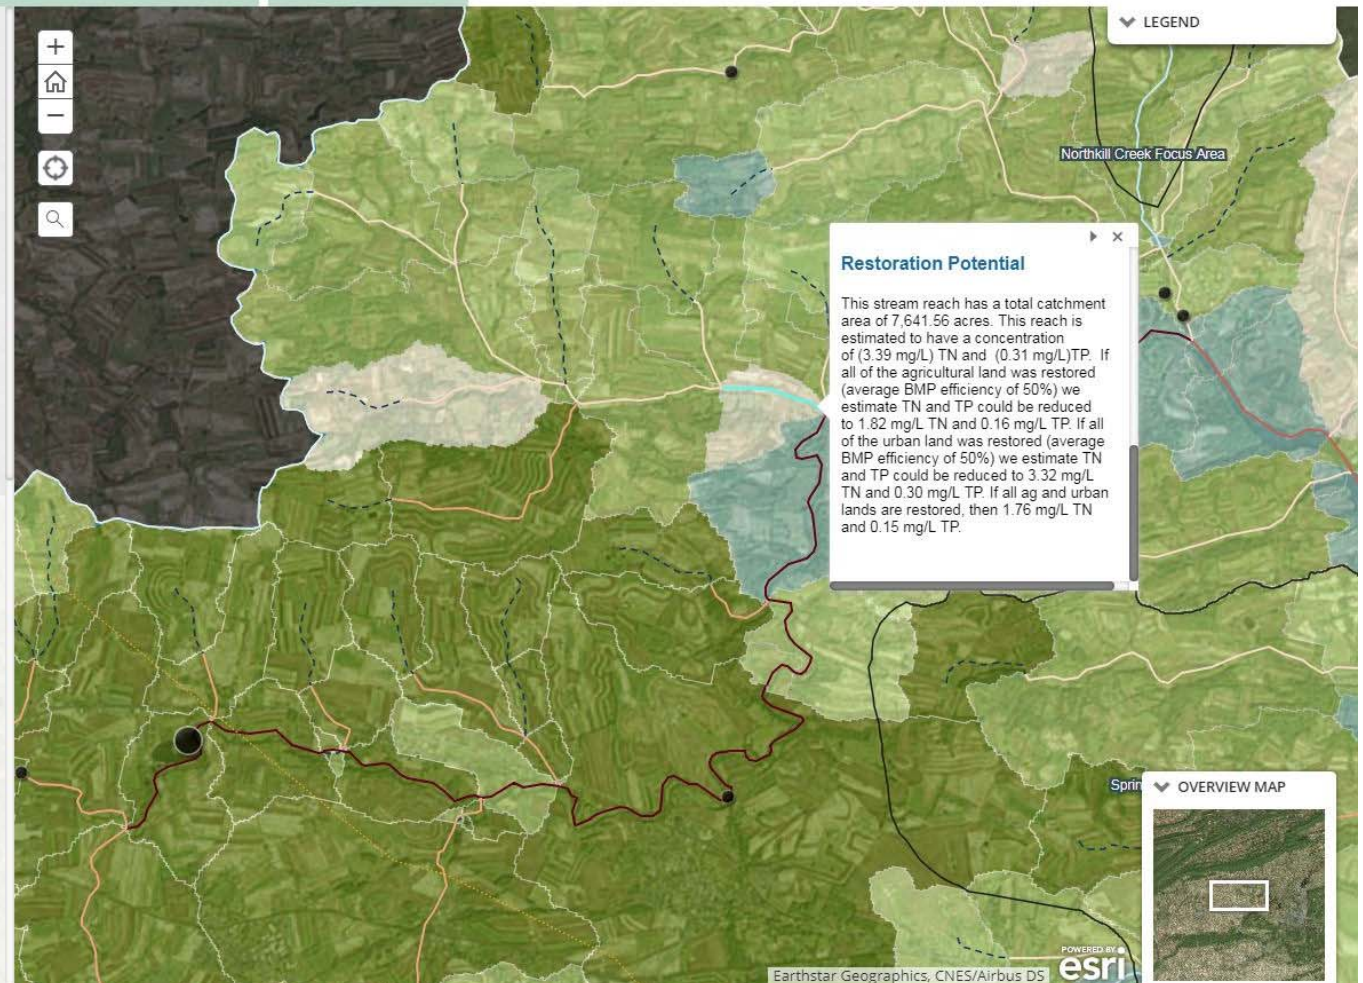 LEGEND
+
−
Northkill Creek Focus Area
Restoration Potential
This stream reach has a total catchment
area of 7,641.56 acres. This reach is
estimated to have a concentration
of (3.39 mg/L) TN and  (0.31 mg/L)TP.  If
all of the agricultural land was restored
(average BMP efficiency of 50%) we
estimate TN and TP could be reduced
to 1.82 mg/L TN and 0.16 mg/L TP. If all
of the urban land was restored (average
BMP efficiency of 50%) we estimate TN
and TP could be reduced to 3.32 mg/L
TN and 0.30 mg/L TP. If all ag and urban
lands are restored, then 1.76 mg/L TN
and 0.15 mg/L TP.
Sprin
OVERVIEW MAP
POWERED BY
esri
Earthstar Geographics, CNES/Airbus DS